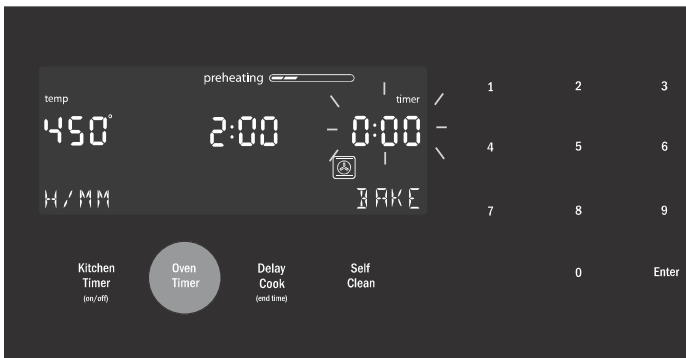 preheating
temp
timer
450°
2:00
0:00
H/MM
BAKE
1 2 3
4 5 6
7 8 9
0 Enter
Kitchen
Timer
(on/off)
Oven
Timer
Delay
Cook
(end time)
Self
Clean